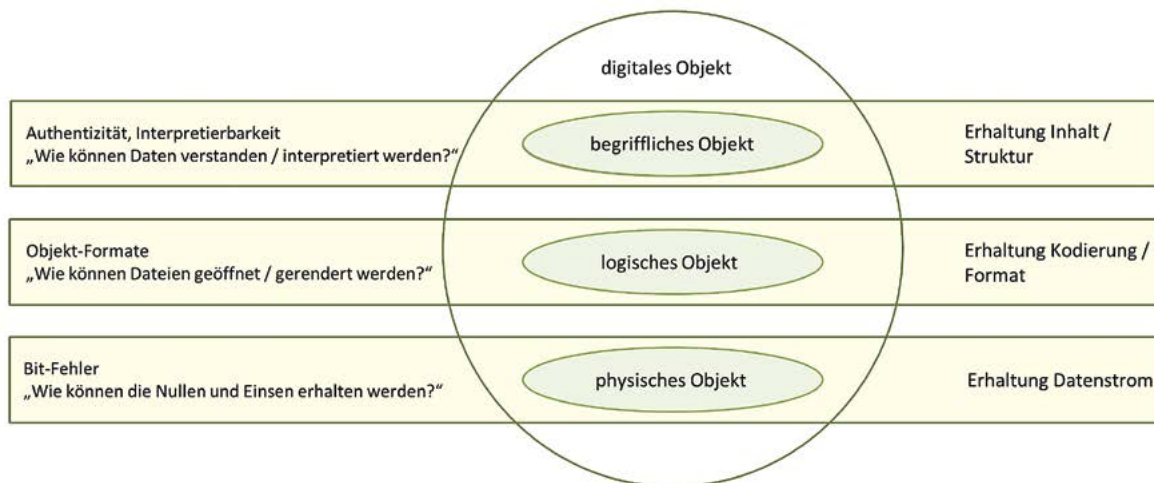 digitales Objekt
Authentizität, Interpretierbarkeit
„Wie können Daten verstanden / interpretiert werden?“
begriffliches Objekt
Erhaltung Inhalt /
Struktur
Objekt-Formate
„Wie können Dateien geöffnet / gerendert werden?“
logisches Objekt
Erhaltung Kodierung /
Format
Bit-Fehler
„Wie können die Nullen und Einsen erhalten werden?“
physisches Objekt
Erhaltung Datenstrom